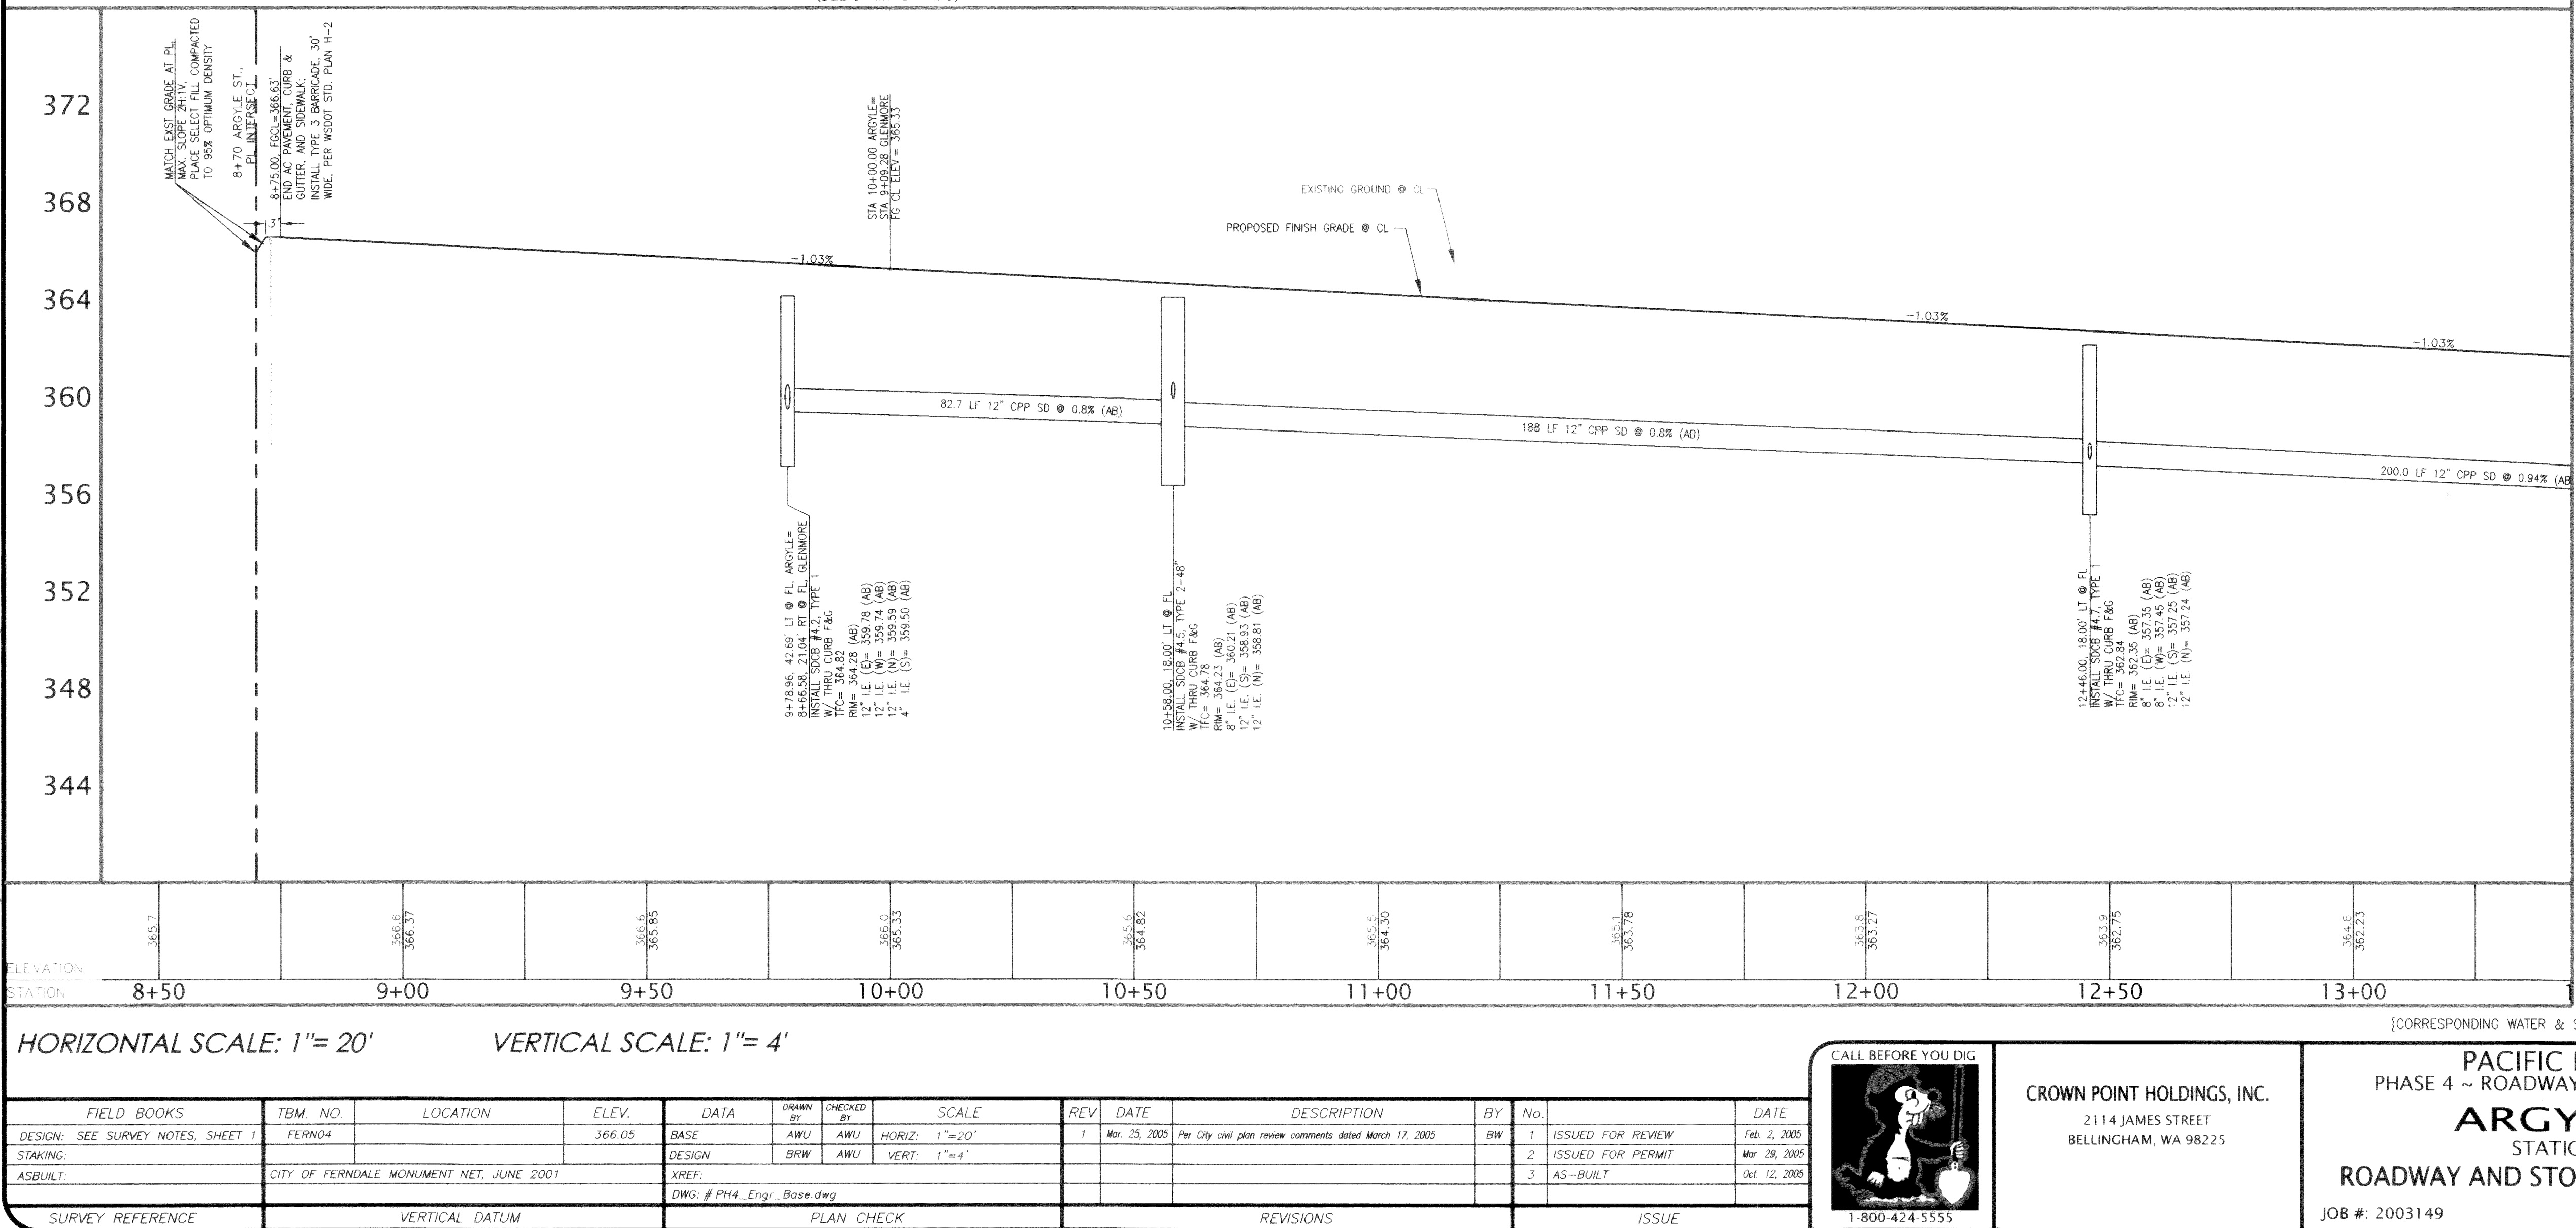 MATCH EXST GRADE AT PL,
MAX. SLOPE 2H:1V,
PLACE SELECT FILL COMPACTED
TO 95% OPTIMUM DENSITY
8+70 ARGYLE ST.,
PL INTERSECT
8+75.00, FGCL=366.63'
END AC PAVEMENT, CURB &
GUTTER, AND SIDEWALK;
INSTALL TYPE 3 BARRICADE, 30'
WIDE, PER WSDOT STD. PLAN H-2
3'
STA 10+00.00 ARGYLE=
STA 9+09.28 GLENMORE
FG CL ELEV.= 365.33
EXISTING GROUND @ CL
PROPOSED FINISH GRADE @ CL
372
368
364
360
356
352
348
344
-1.03%
-1.03%
-1.03%
82.7 LF 12" CPP SD @ 0.8% (AB)
188 LF 12" CPP SD @ 0.8% (AB)
200.0 LF 12" CPP SD @ 0.94% (AB
9+78.96, 42.69' LT @ FL, ARGYLE=
8+66.58, 21.04' RT @ FL, GLENMORE
INSTALL SDCB #4.2, TYPE 1
W/ THRU CURB F&G
TFC= 364.82
RIM= 364.28 (AB)
12" I.E. (E)= 359.78 (AB)
12" I.E. (W)= 359.74 (AB)
12" I.E. (N)= 359.59 (AB)
4" I.E. (S)= 359.50 (AB)
10+58.00, 18.00' LT @ FL
INSTALL SDCB #4.5, TYPE 2-48"
W/ THRU CURB F&G
TFC= 364.78
RIM= 364.23 (AB)
8" I.E. (E)= 360.21 (AB)
12" I.E. (S)= 358.93 (AB)
12" I.E. (N)= 358.81 (AB)
12+46.00, 18.00' LT @ FL
INSTALL SDCB #4.7, TYPE 1
W/ THRU CURB F&G
TFC= 362.84
RIM= 362.35 (AB)
8" I.E. (E)= 357.35 (AB)
8" I.E. (W)= 357.45 (AB)
12" I.E. (S)= 357.25 (AB)
12" I.E. (N)= 357.24 (AB)
365.7
366.6 366.37
366.6 365.85
366.0 365.33
365.6 364.82
365.5 364.30
365.1 363.78
363.8 363.27
363.9 362.75
364.6 362.23
ELEVATION
STATION 8+50 9+00 9+50 10+00 10+50 11+00 11+50 12+00 12+50 13+00 1
{CORRESPONDING WATER &
HORIZONTAL SCALE: 1"= 20' VERTICAL SCALE: 1"= 4'
FIELD BOOKS TBM. NO. LOCATION ELEV. DATA DRAWN BY CHECKED BY SCALE REV DATE DESCRIPTION BY No. DATE
DESIGN: SEE SURVEY NOTES, SHEET 1 FERN04 366.05 BASE AWU AWU HORIZ: 1"=20' 1 Mar. 25, 2005 Per City civil plan review comments dated March 17, 2005 BW 1 ISSUED FOR REVIEW Feb. 2, 2005
STAKING: DESIGN BRW AWU VERT: 1"=4' 2 ISSUED FOR PERMIT Mar 29, 2005
ASBUILT: CITY OF FERNDALE MONUMENT NET, JUNE 2001 XREF: 3 AS-BUILT Oct. 12, 2005
DWG: # PH4_Engr_Base.dwg
SURVEY REFERENCE VERTICAL DATUM PLAN CHECK REVISIONS ISSUE
CALL BEFORE YOU DIG
1-800-424-5555
CROWN POINT HOLDINGS, INC.
2114 JAMES STREET
BELLINGHAM, WA 98225
PACIFIC
PHASE 4 ~ ROADWAY
ARGY
STATIO
ROADWAY AND STO
JOB #: 2003149